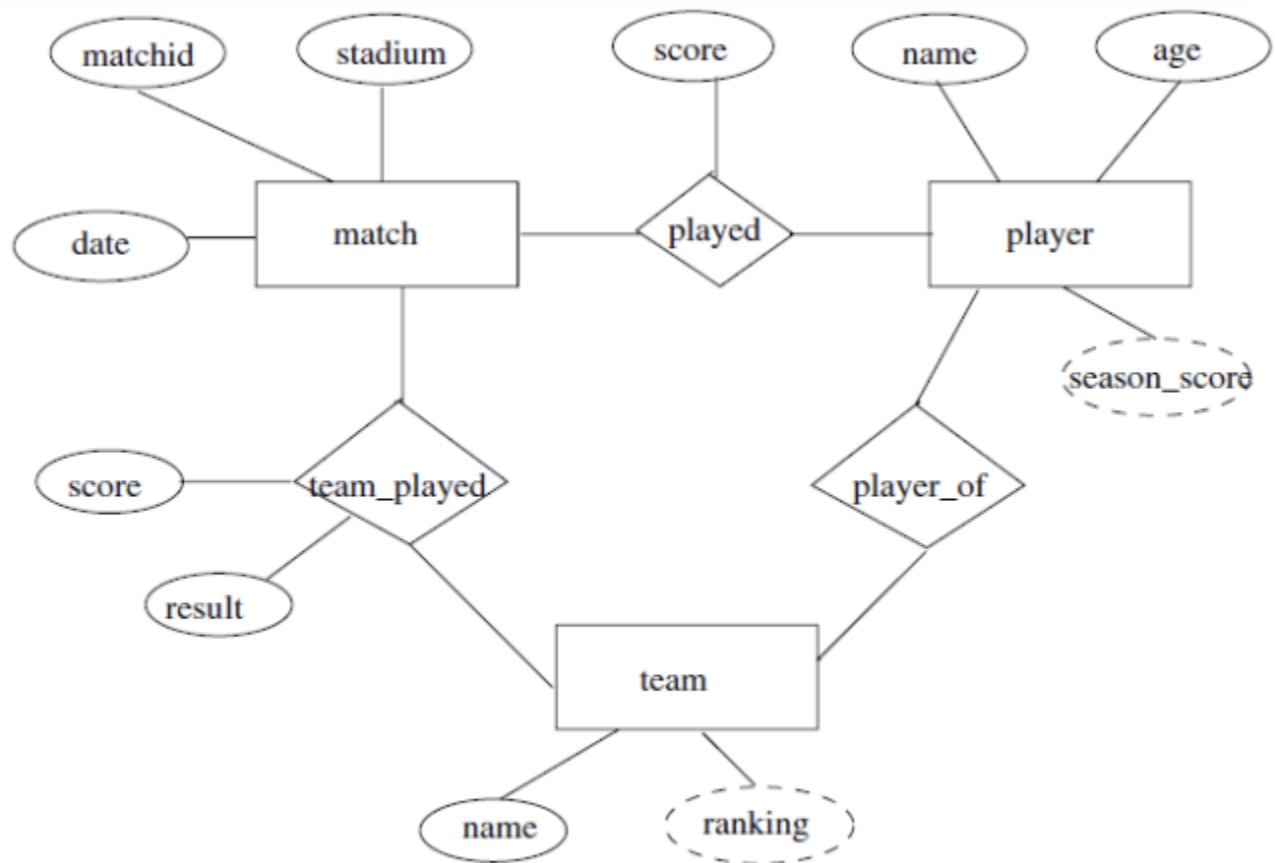 matchid
stadium
score
name
age
date
match
played
player
season_score
score
team_played
player_of
result
team
name
ranking